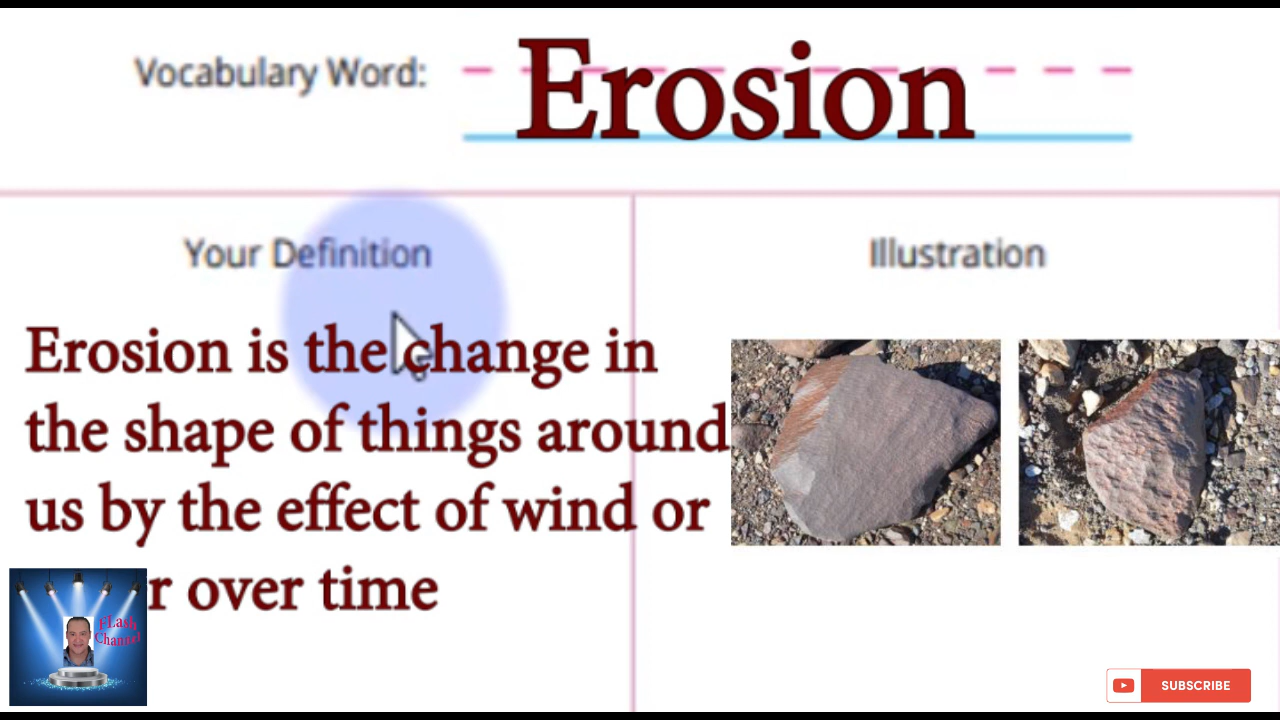 Vocabulary Word: Erosion
Your Definition
Illustration
Erosion is the change in
the shape of things around
us by the effect of wind or
r over time
FLash
Channel
SUBSCRIBE